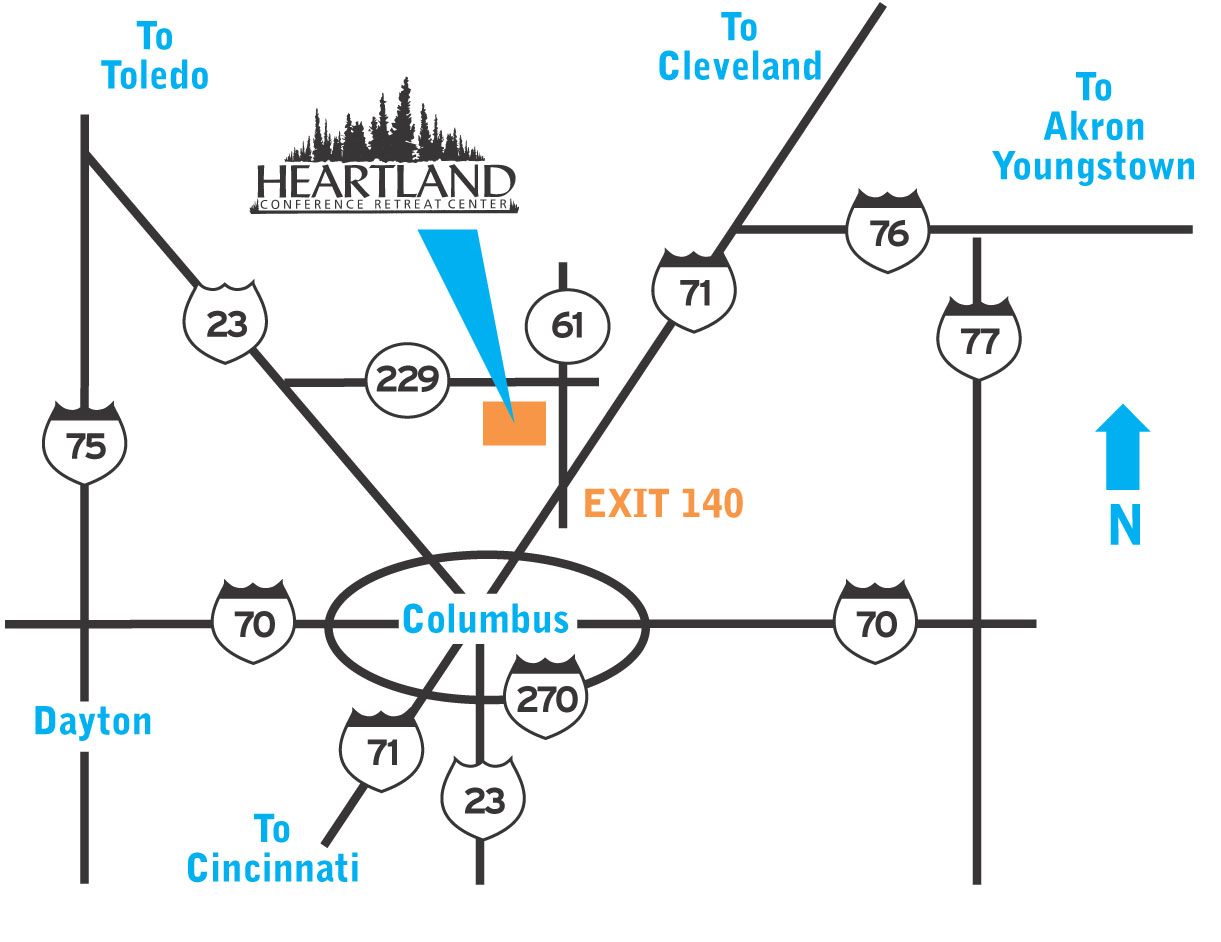 To
Toledo
To
Cleveland
To
Akron
Youngstown
HEARTLAND
CONFERENCE RETREAT CENTER
76
71
23
61
77
229
75
EXIT 140
N
70
Columbus
70
270
Dayton
71
23
To
Cincinnati